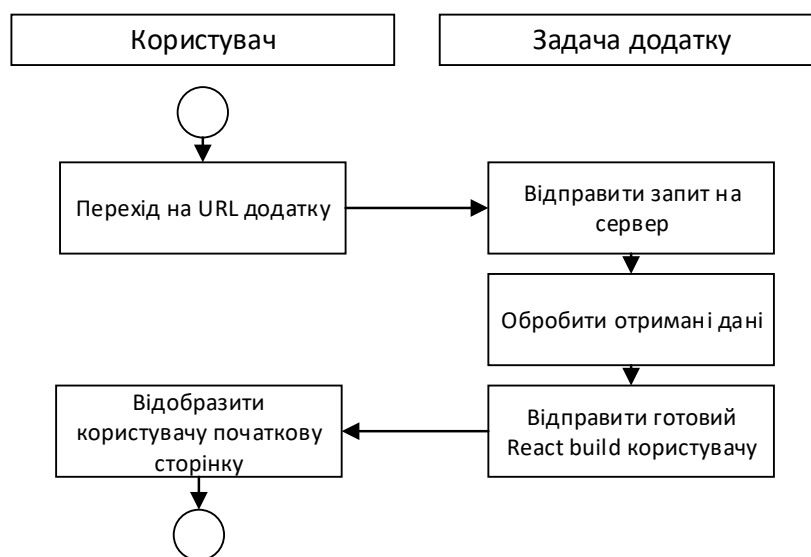 Користувач
Задача додатку
Перехід на URL додатку
Відправити запит на
сервер
Обробити отримані дані
Відправити готовий
React build користувачу
Відобразити
користувачу початкову
сторінку